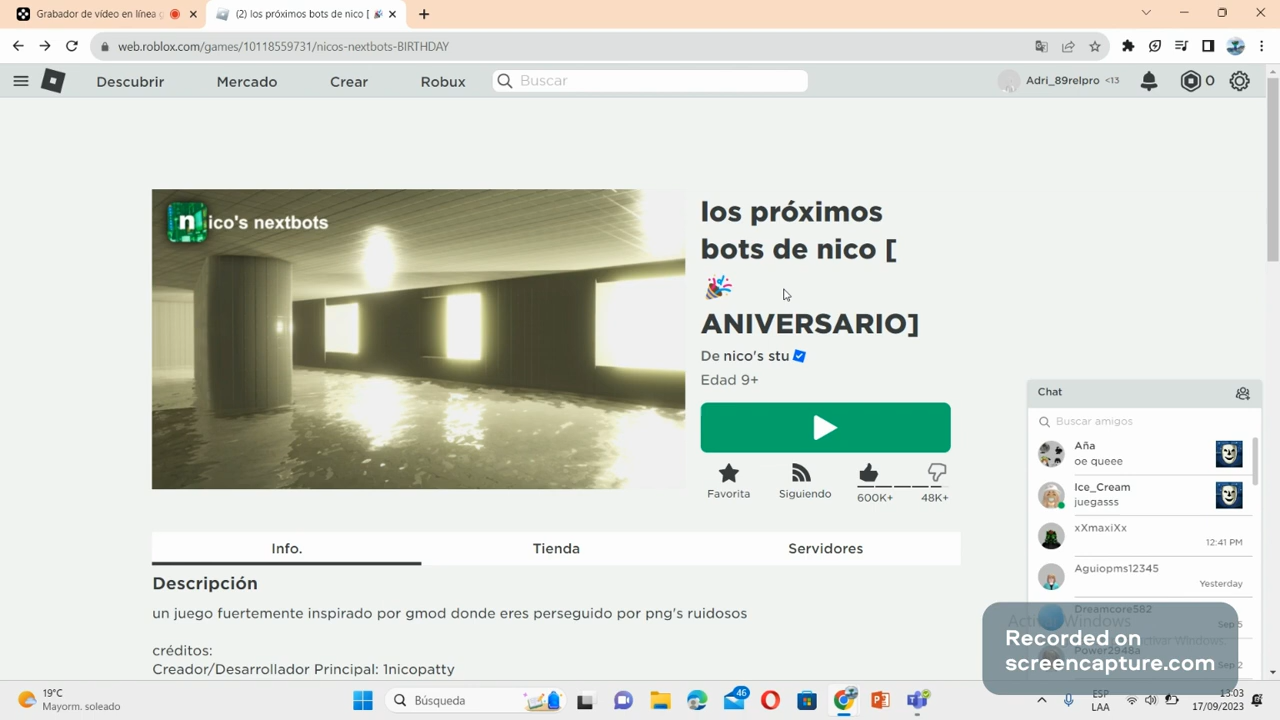 Grabador de vídeo en línea g
(2) los próximos bots de nico [ 🎉
web.roblox.com/games/10118559731/nicos-nextbots-BIRTHDAY
Descubrir
Mercado
Crear
Robux
Buscar
Adri_89relpro <13
0
nico's nextbots
los próximos
bots de nico [
🎉
ANIVERSARIO]
De nico's stu
Edad 9+
Favorita
Siguiendo
600K+
48K+
Info.
Tienda
Servidores
Descripción
un juego fuertemente inspirado por gmod donde eres perseguido por png's ruidosos
créditos:
Creador/Desarrollador Principal: 1nicopatty
Chat
Buscar amigos
Aña
oe queee
Ice_Cream
juegasss
xXmaxiXx
12:41 PM
Aguiopms12345
Yesterday
Dreamcore582
Sep 5
Power2948a
Sep 2
Recorded on
screencapture.com
19°C
Mayorm. soleado
Búsqueda
46
ESP
LAA
13:03
17/09/2023